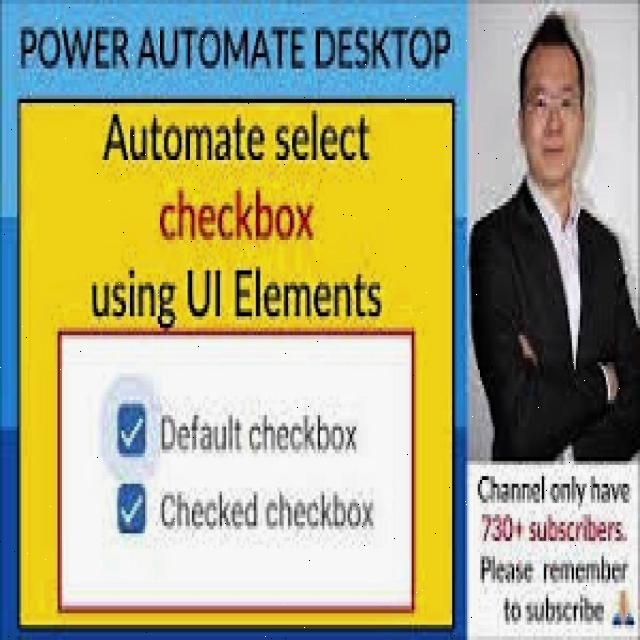 POWER AUTOMATE DESKTOP
Automate select
checkbox
using UI Elements
Default checkbox
Checked checkbox
Channel only have
730+ subscribers.
Please remember
to subscribe 🙏